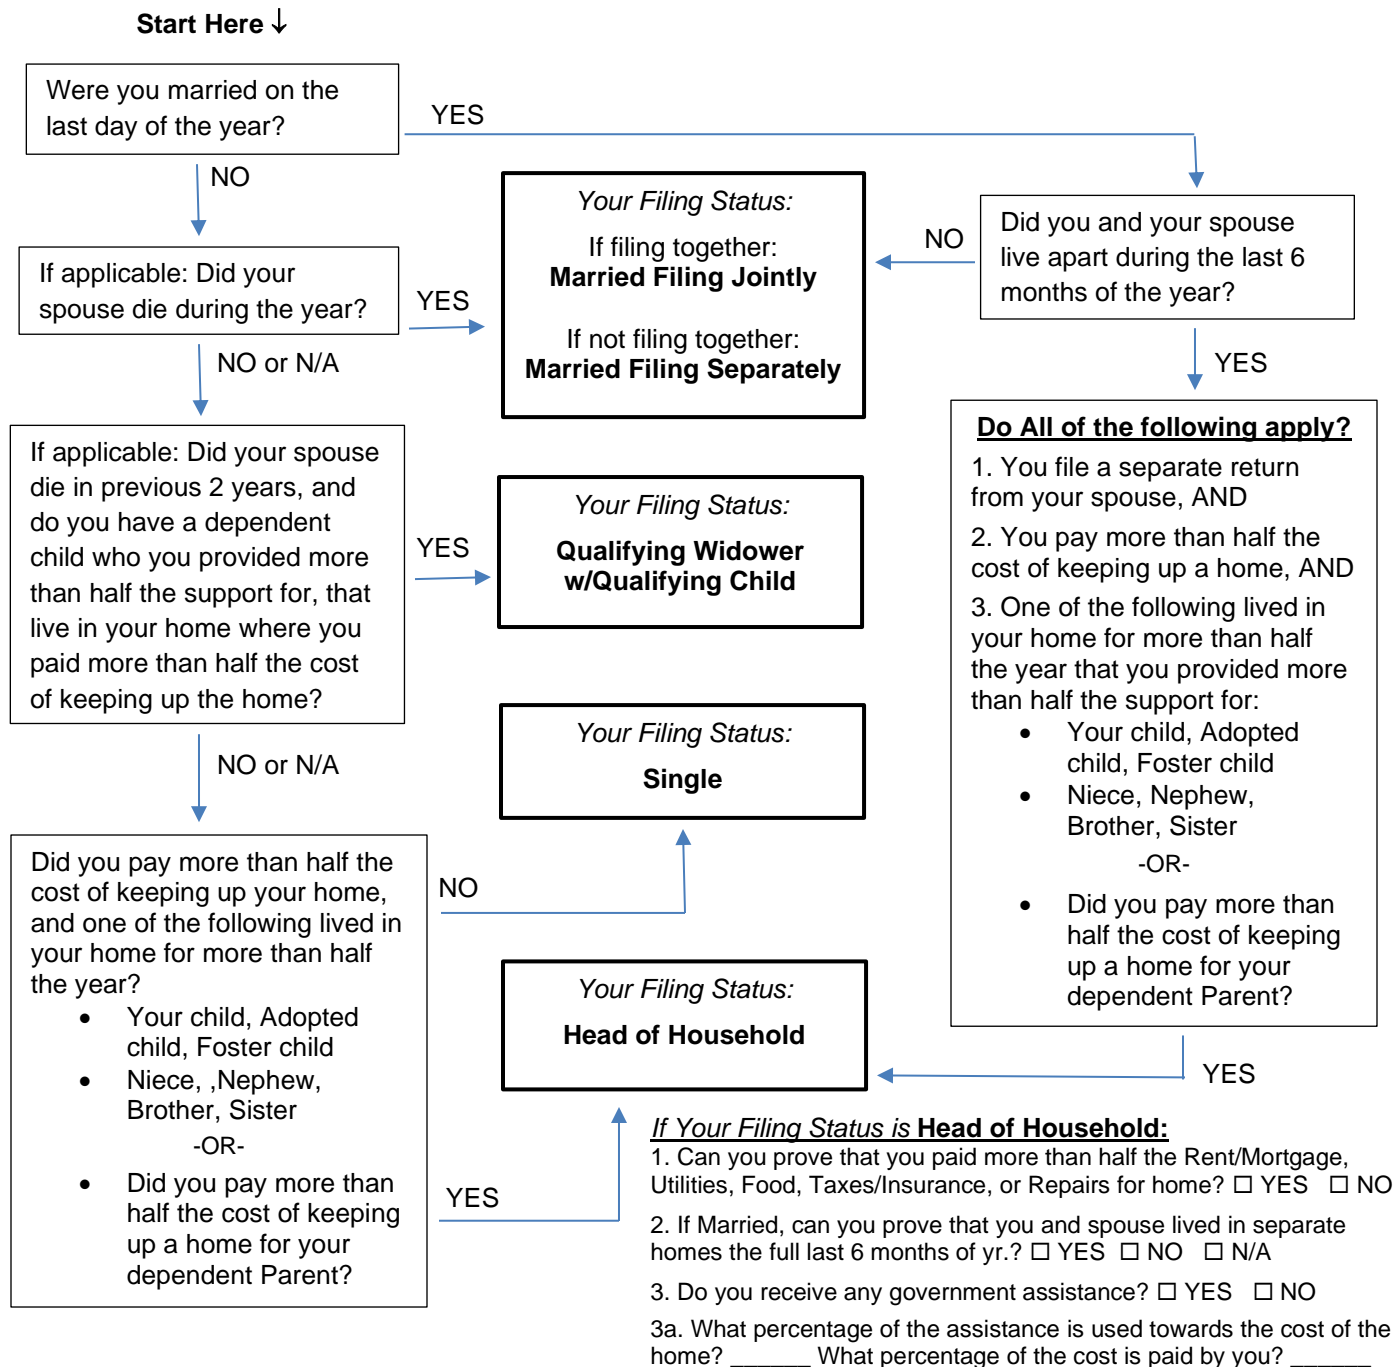 Start Here ↓
Were you married on the
last day of the year?
YES
NO
Your Filing Status:
If filing together:
Married Filing Jointly
If not filing together:
Married Filing Separately
Did you and your spouse
live apart during the last 6
months of the year?
NO
If applicable: Did your
spouse die during the year?
YES
NO or N/A
YES
If applicable: Did your spouse
die in previous 2 years, and
do you have a dependent
child who you provided more
than half the support for, that
live in your home where you
paid more than half the cost
of keeping up the home?
YES
Your Filing Status:
Qualifying Widower
w/Qualifying Child
Do All of the following apply?
1. You file a separate return
from your spouse, AND
2. You pay more than half the
cost of keeping up a home, AND
3. One of the following lived in
your home for more than half
the year that you provided more
than half the support for:
• Your child, Adopted
child, Foster child
• Niece, Nephew,
Brother, Sister
-OR-
• Did you pay more than
half the cost of keeping
up a home for your
dependent Parent?
NO or N/A
Your Filing Status:
Single
Did you pay more than half the
cost of keeping up your home,
and one of the following lived in
your home for more than half
the year?
• Your child, Adopted
child, Foster child
• Niece, ,Nephew,
Brother, Sister
-OR-
• Did you pay more than
half the cost of keeping
up a home for your
dependent Parent?
NO
Your Filing Status:
Head of Household
YES
YES
If Your Filing Status is Head of Household:
1. Can you prove that you paid more than half the Rent/Mortgage,
Utilities, Food, Taxes/Insurance, or Repairs for home? ☐ YES ☐ NO
2. If Married, can you prove that you and spouse lived in separate
homes the full last 6 months of yr.? ☐ YES ☐ NO ☐ N/A
3. Do you receive any government assistance? ☐ YES ☐ NO
3a. What percentage of the assistance is used towards the cost of the
home? ______ What percentage of the cost is paid by you? ______